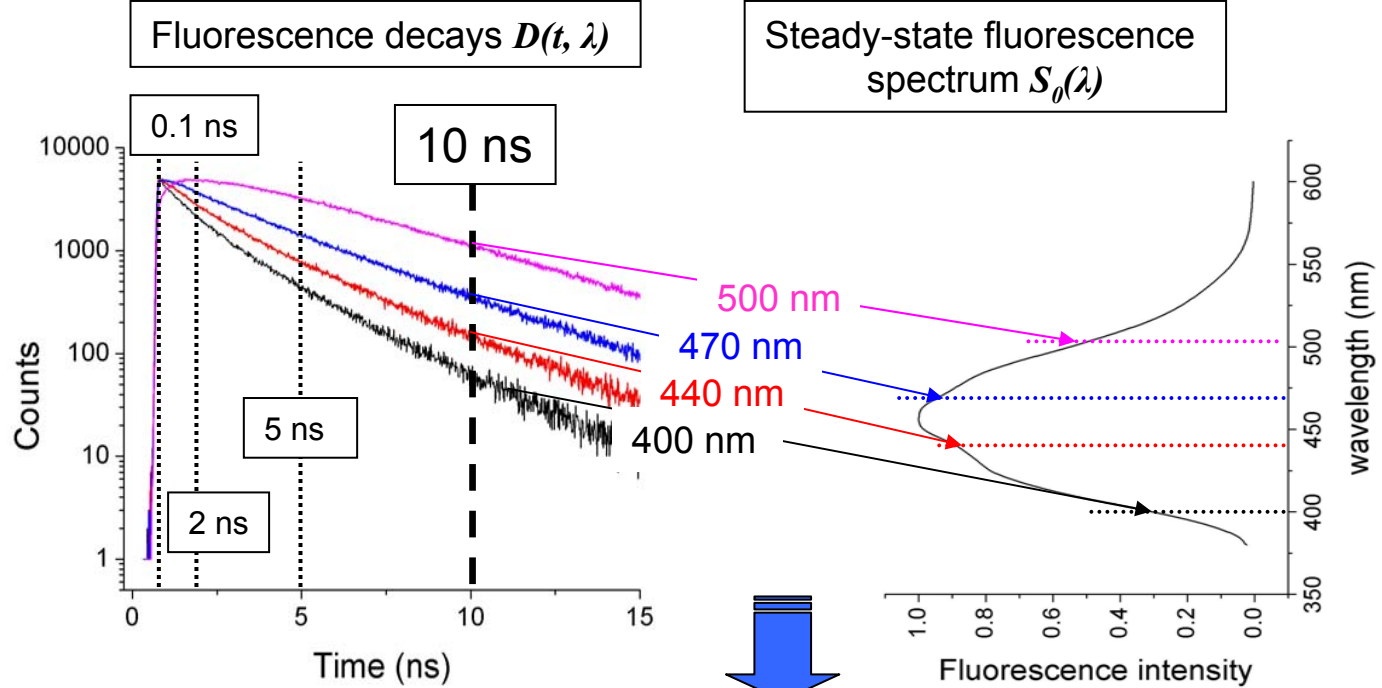 Fluorescence decays D(t, λ)
Steady-state fluorescence
spectrum S₀(λ)
0.1 ns
10 ns
5 ns
2 ns
10000
1000
100
10
1
Counts
0
5
10
15
Time (ns)
500 nm
470 nm
440 nm
400 nm
600
550
500
450
400
350
wavelength (nm)
1.0
0.8
0.6
0.4
0.2
0.0
Fluorescence intensity